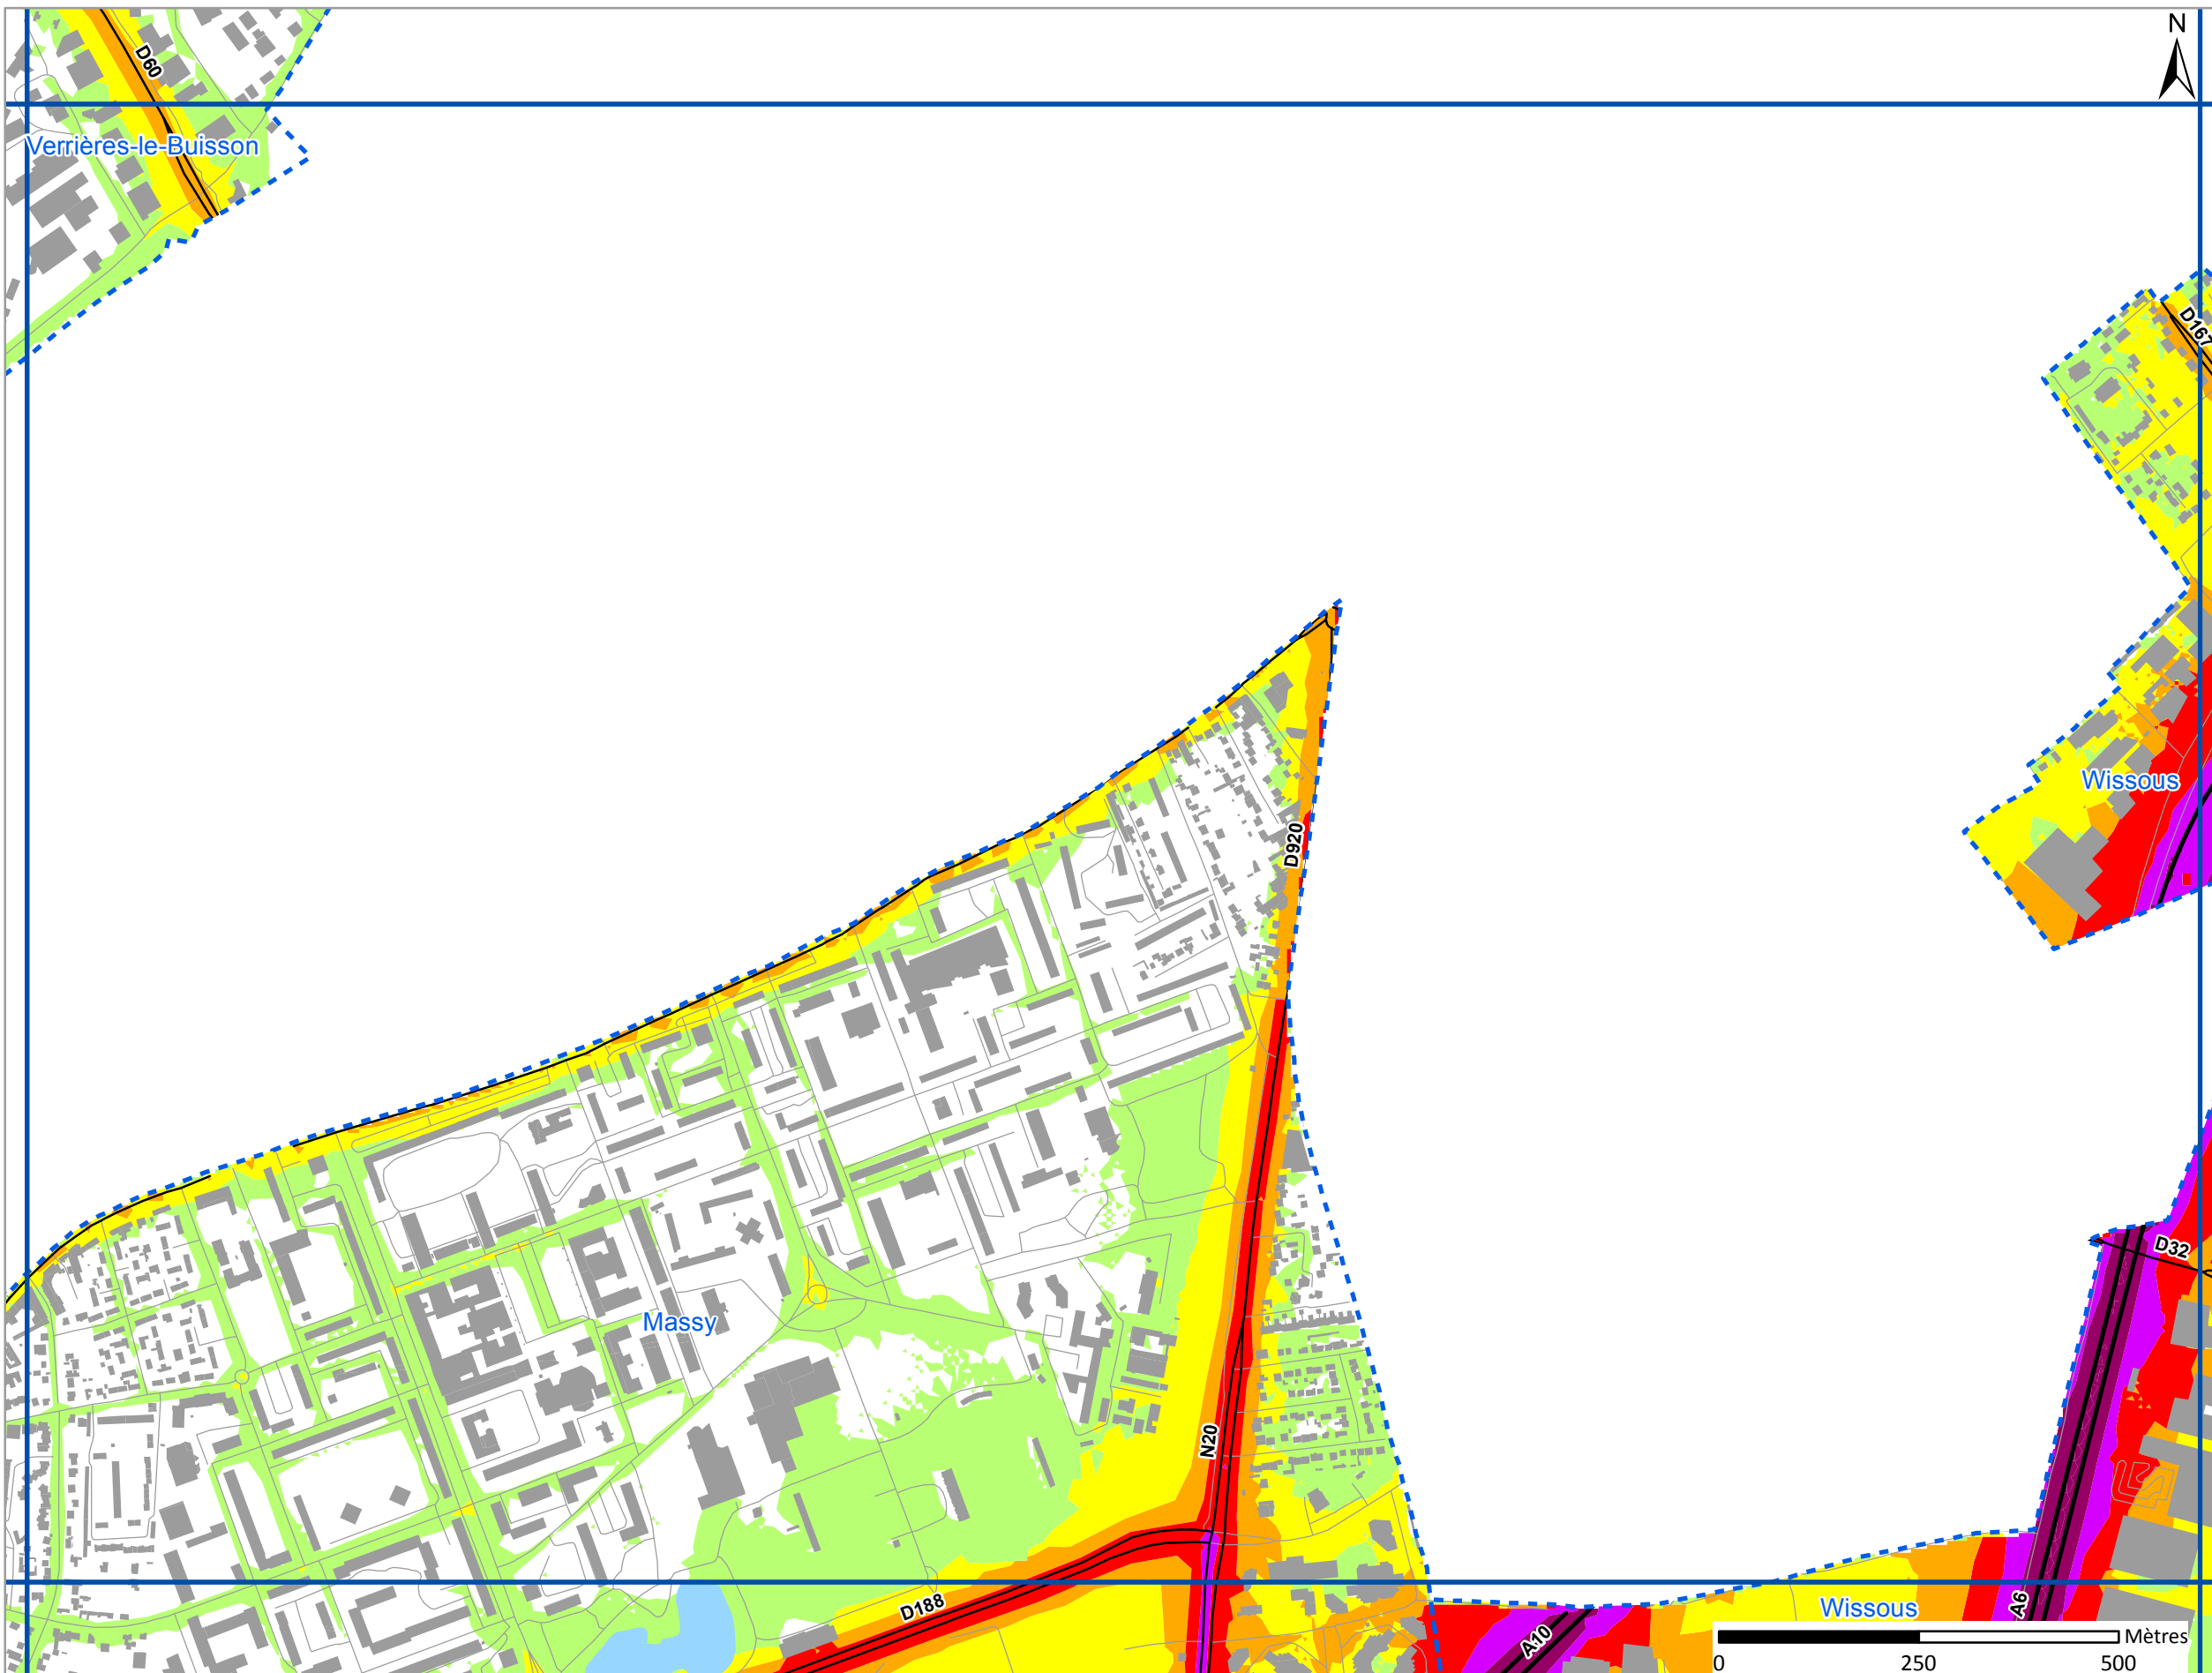 N
D60
Verrières-le-Buisson
D167
Wissous
D920
D32
Massy
N20
D188
A10
Wissous
A6
Mètres
0 250 500